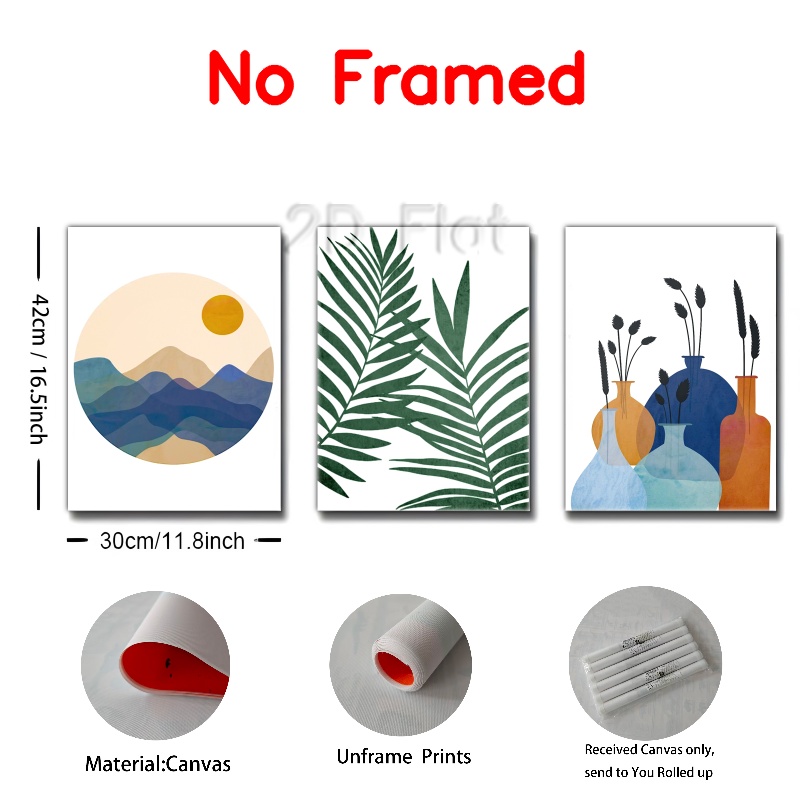 No Framed
2D Flat
42cm / 16.5inch
30cm/11.8inch
Material:Canvas
Unframe Prints
Received Canvas only,
send to You Rolled up